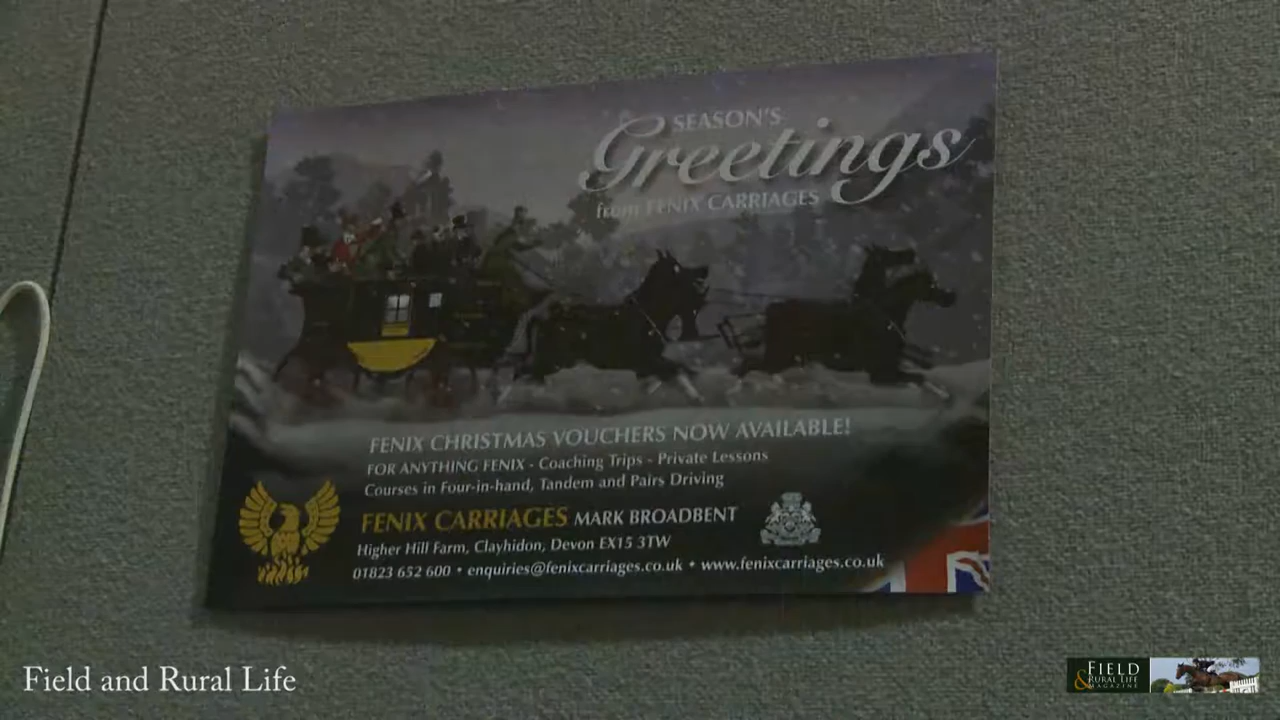 SEASON'S
Greetings
from FENIX CARRIAGES
FENIX CHRISTMAS VOUCHERS NOW AVAILABLE!
FOR ANYTHING FENIX - Coaching Trips - Private Lessons
Courses in Four-in-hand, Tandem and Pairs Driving
FENIX CARRIAGES MARK BROADBENT
Higher Hill Farm, Clayhidon, Devon EX15 3TW
01823 652 600 • enquiries@fenixcarriages.co.uk • www.fenixcarriages.co.uk
Field and Rural Life
FIELD
& RURAL LIFE
MAGAZINE